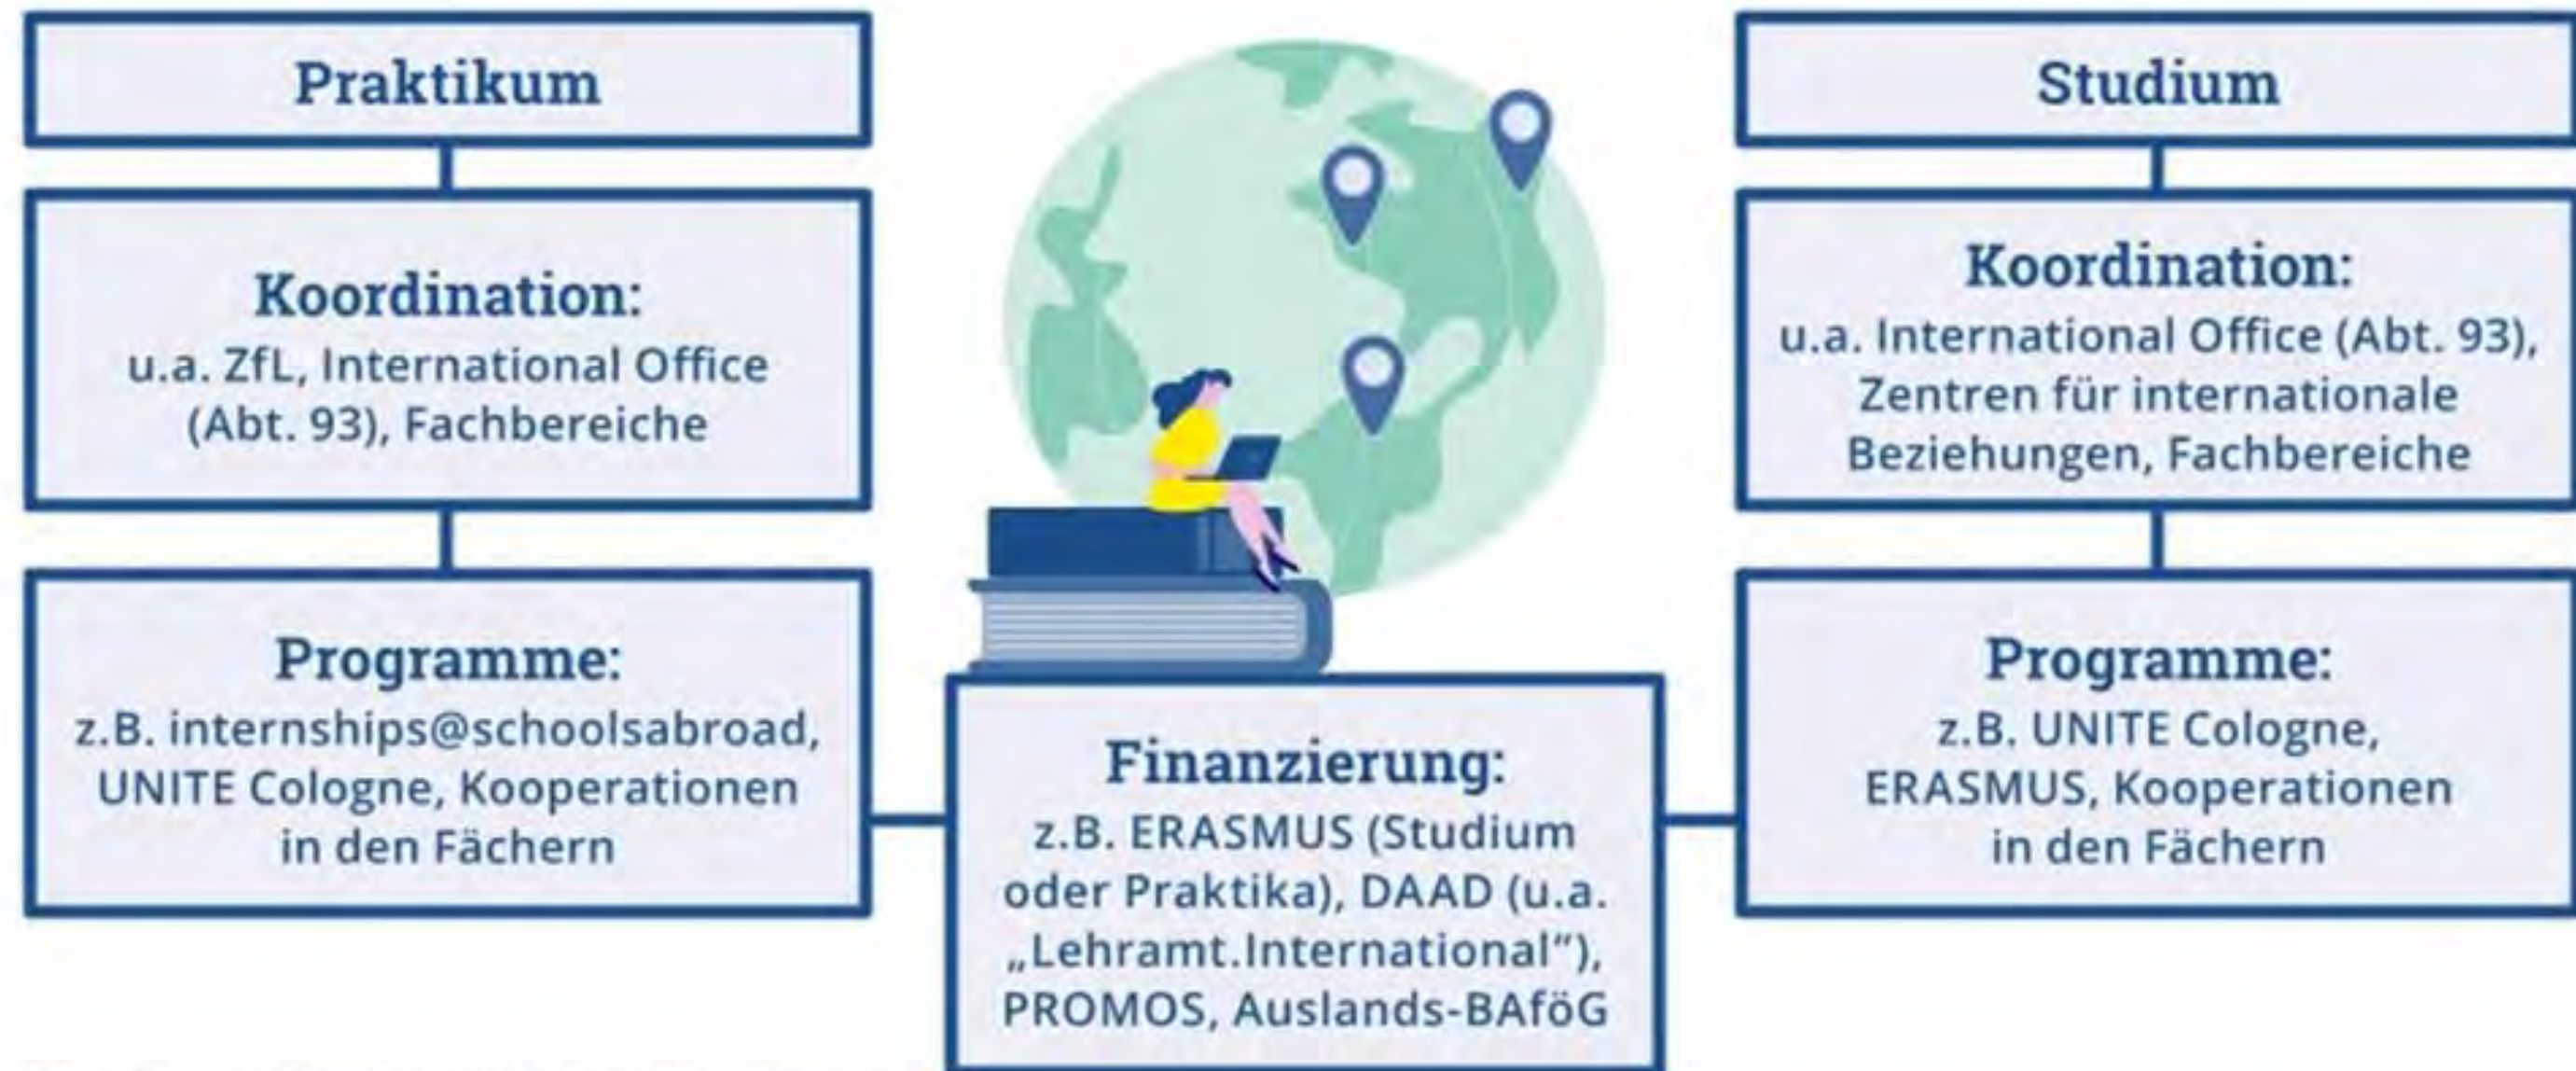 Praktikum
Koordination:
u.a. ZfL, International Office
(Abt. 93), Fachbereiche
Programme:
z.B. internships@schoolsabroad,
UNITE Cologne, Kooperationen
in den Fächern
Finanzierung:
z.B. ERASMUS (Studium
oder Praktika), DAAD (u.a.
„Lehramt.International”),
PROMOS, Auslands-BAföG
Studium
Koordination:
u.a. International Office (Abt. 93),
Zentren für internationale
Beziehungen, Fachbereiche
Programme:
z.B. UNITE Cologne,
ERASMUS, Kooperationen
in den Fächern